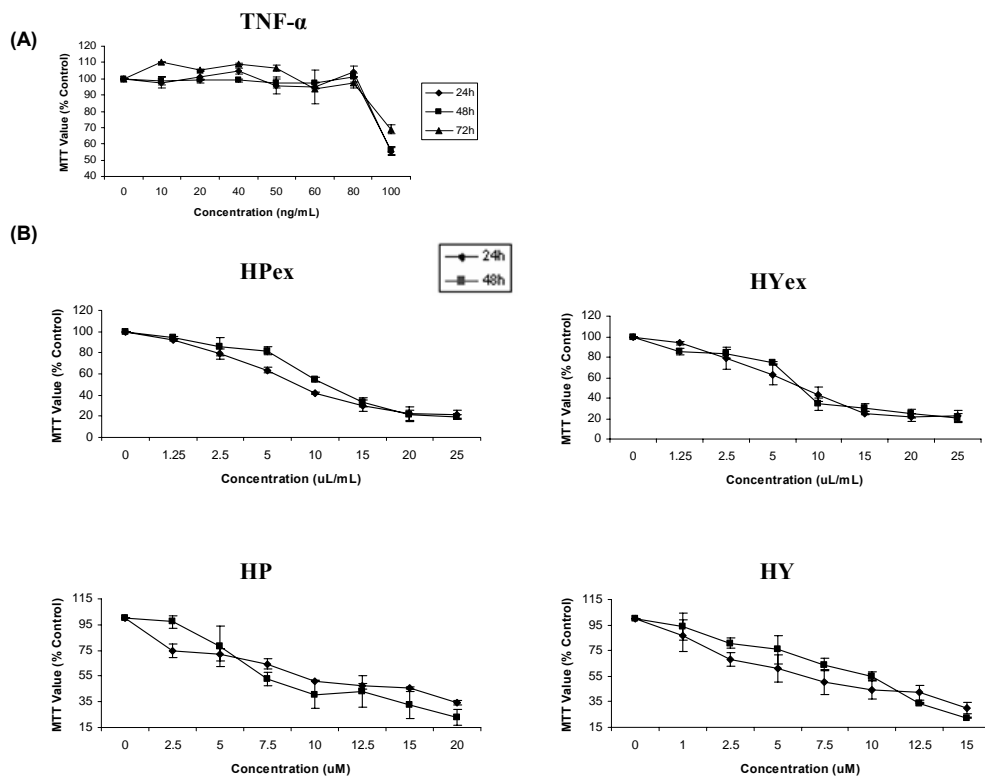 (A)
TNF-α
MTT Value (% Control)
120
110
100
90
80
70
60
50
40
0 10 20 40 50 60 80 100
Concentration (ng/mL)
24h
48h
72h
(B)
24h
48h
HPex
MTT Value (% Control)
120
100
80
60
40
20
0
0 1.25 2.5 5 10 15 20 25
Concentration (uL/mL)
HYex
MTT Value (% Control)
120
100
80
60
40
20
0
0 1.25 2.5 5 10 15 20 25
Concentration (uL/mL)
HP
MTT Value (% Control)
115
95
75
55
35
15
0 2.5 5 7.5 10 12.5 15 20
Concentration (uM)
HY
MTT Value (% Control)
115
95
75
55
35
15
0 1 2.5 5 7.5 10 12.5 15
Concentration (uM)